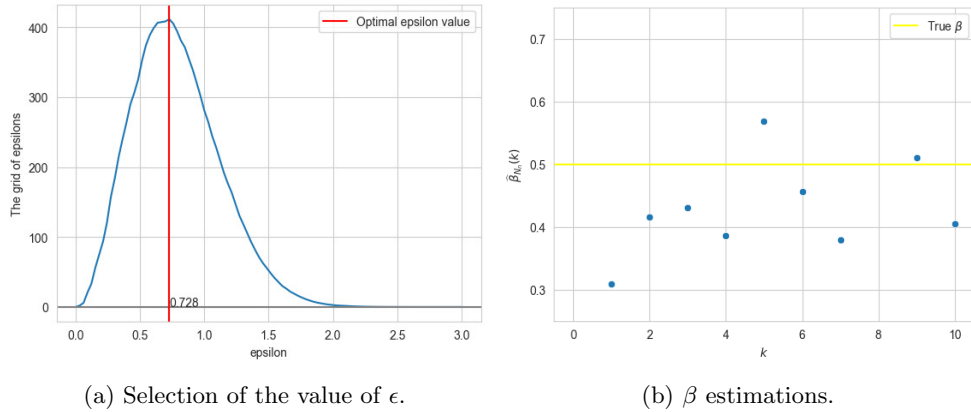 400
300
200
100
0
The grid of epsilons
Optimal epsilon value
0.728
0.0 0.5 1.0 1.5 2.0 2.5 3.0
epsilon
(a) Selection of the value of ϵ.
0.7
0.6
0.5
0.4
0.3
β̂_{N_n}(k)
True β
0 2 4 6 8 10
k
(b) β estimations.